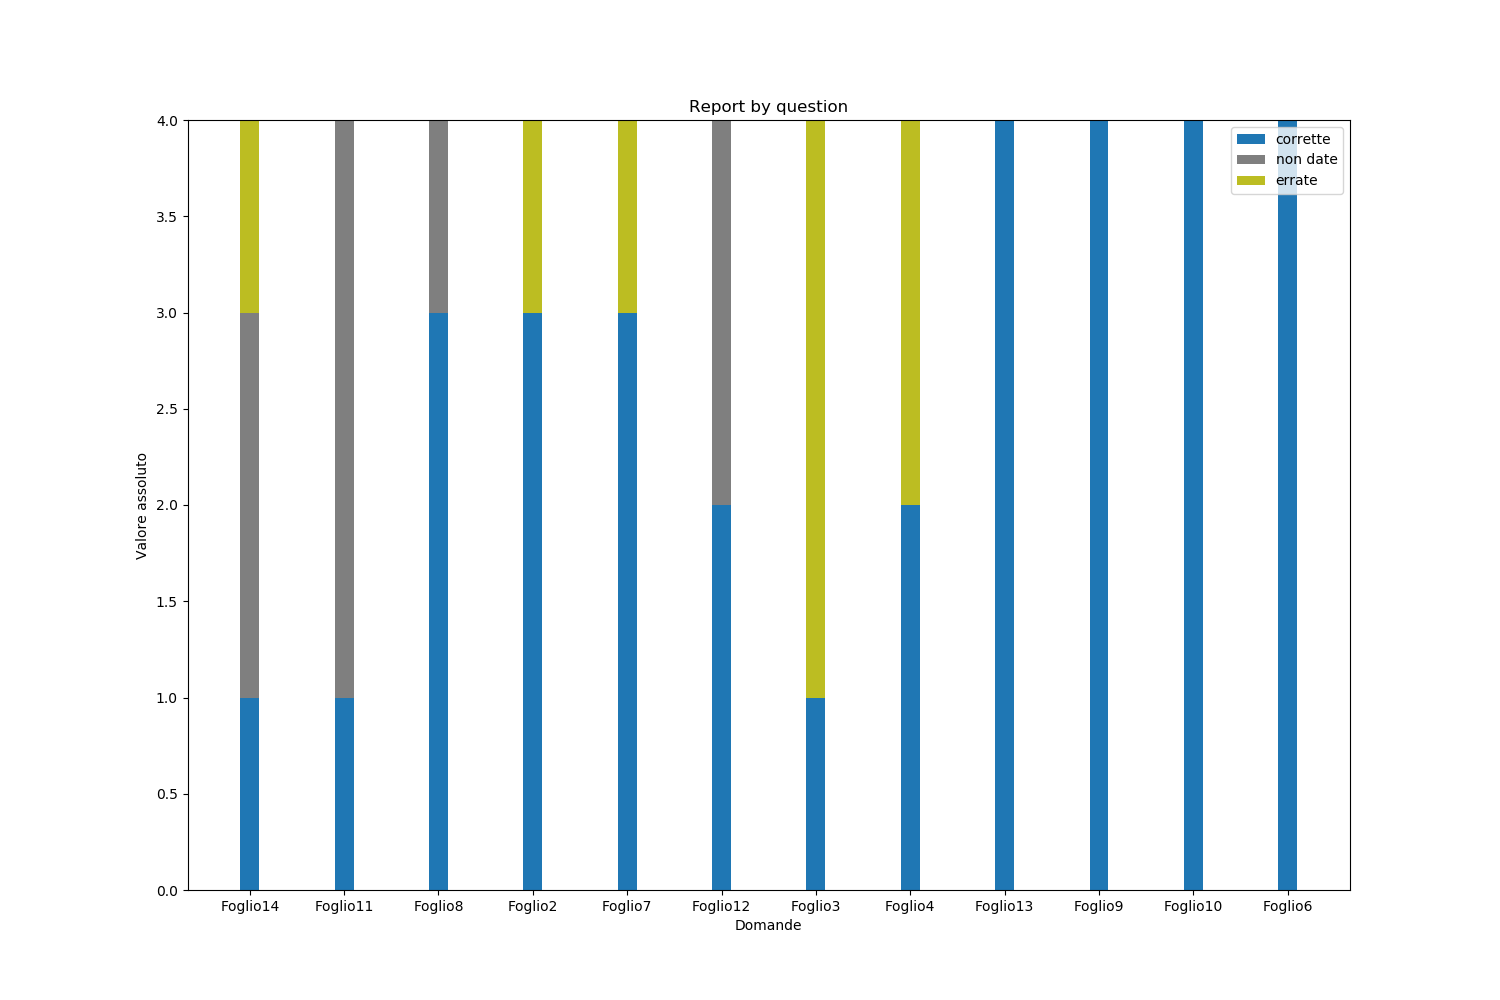 Report by question
4.0
3.5
3.0
2.5
2.0
1.5
1.0
0.5
0.0
Valore assoluto
corrette
non date
errate
Foglio14 Foglio11 Foglio8 Foglio2 Foglio7 Foglio12 Foglio3 Foglio4 Foglio13 Foglio9 Foglio10 Foglio6
Domande